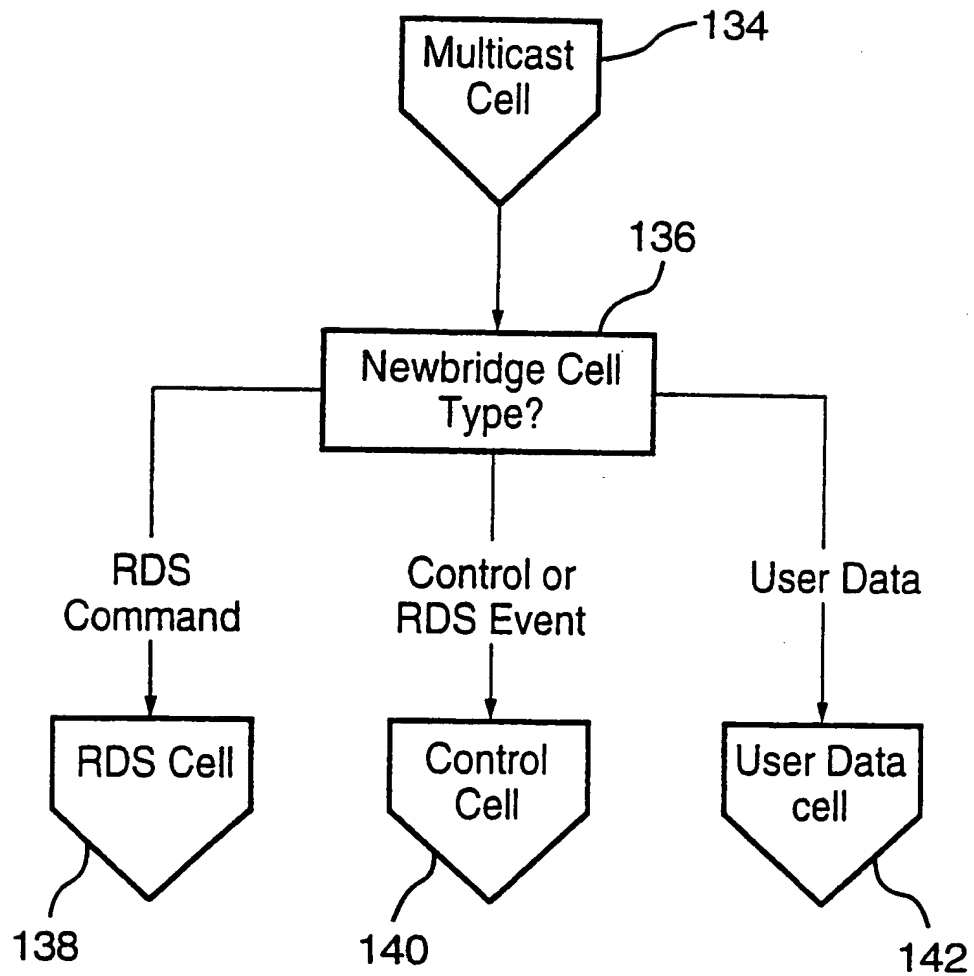 134
Multicast
Cell
136
Newbridge Cell
Type?
RDS
Command
Control or
RDS Event
User Data
RDS Cell
Control
Cell
User Data
cell
138
140
142